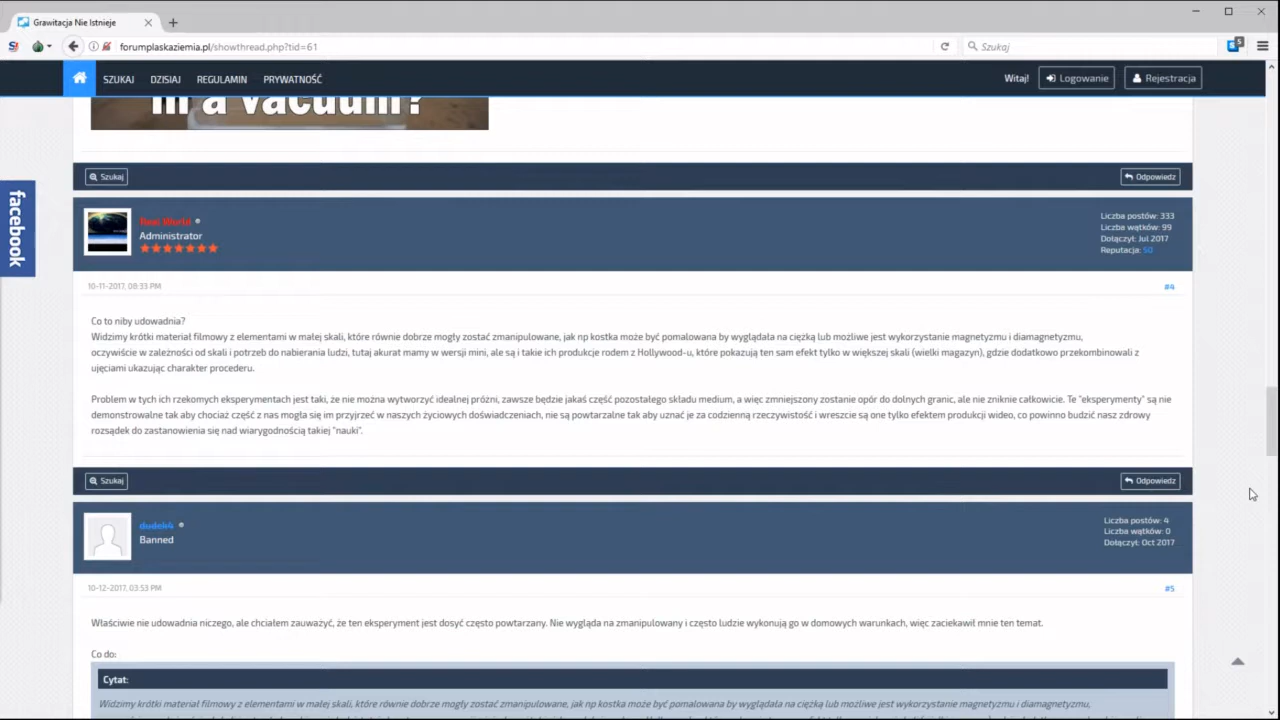 Grawitacja Nie Istnieje
forumplaskaziemia.pl/showthread.php?tid=61
Szukaj
5
SZUKAJ DZISIAJ REGULAMIN PRYWATNOŚĆ
Witaj! Logowanie Rejestracja
in a vacuum?
Szukaj Odpowiedz
facebook
Real World
Administrator
Liczba postów: 333
Liczba wątków: 99
Dołączył: Jul 2017
Reputacja: 50
10-11-2017, 08:33 PM #4
Co to niby udowadnia?
Widzimy krótki materiał filmowy z elementami w małej skali, które równie dobrze mogły zostać zmanipulowane, jak np kostka może być pomalowana by wyglądała na ciężką lub możliwe jest wykorzystanie magnetyzmu i diamagnetyzmu,
oczywiście w zależności od skali i potrzeb do nabierania ludzi, tutaj akurat mamy w wersji mini, ale są i takie ich produkcje rodem z Hollywood-u, które pokazują ten sam efekt tylko w większej skali (wielki magazyn), gdzie dodatkowo przekombinowali z
ujęciami ukazując charakter procederu.
Problem w tych ich rzekomych eksperymentach jest taki, że nie można wytworzyć idealnej próżni, zawsze będzie jakaś część pozostałego składu medium, a więc zmniejszony zostanie opór do dolnych granic, ale nie zniknie całkowicie. Te "eksperymenty" są nie
demonstrowalne tak aby chociaż część z nas mogła się im przyjrzeć w naszych życiowych doświadczeniach, nie są powtarzalne tak aby uznać je za codzienną rzeczywistość i wreszcie są one tylko efektem produkcji wideo, co powinno budzić nasz zdrowy
rozsądek do zastanowienia się nad wiarygodnością takiej "nauki".
Szukaj Odpowiedz
dudek4
Banned
Liczba postów: 4
Liczba wątków: 0
Dołączył: Oct 2017
10-12-2017, 03:53 PM #5
Właściwie nie udowadnia niczego, ale chciałem zauważyć, że ten eksperyment jest dosyć często powtarzany. Nie wygląda na zmanipulowany i często ludzie wykonują go w domowych warunkach, więc zaciekawił mnie ten temat.
Co do:
Cytat:
Widzimy krótki materiał filmowy z elementami w małej skali, które równie dobrze mogły zostać zmanipulowane, jak np kostka może być pomalowana by wyglądała na ciężką lub możliwe jest wykorzystanie magnetyzmu i diamagnetyzmu,